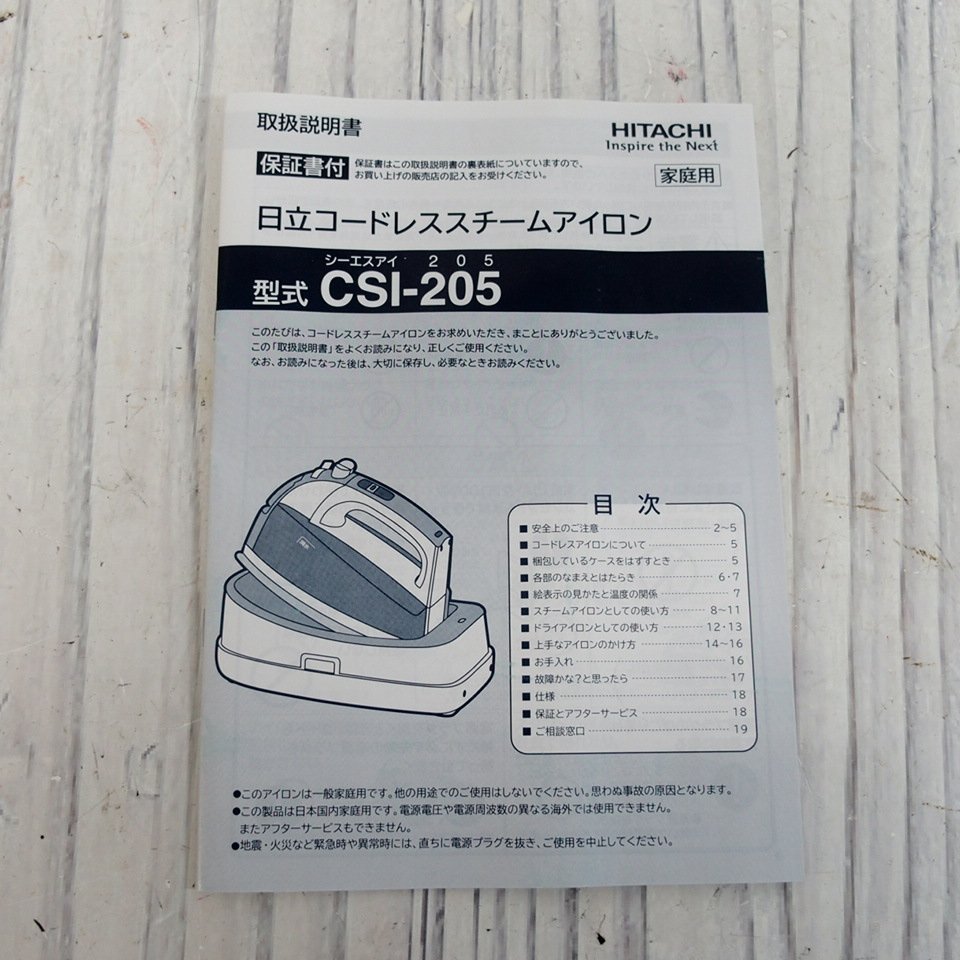 取扱説明書
HITACHI
Inspire the Next
保証書付
保証書はこの取扱説明書の裏表紙についていますので、
お買い上げの販売店の記入をお受けください。
家庭用
日立コードレススチームアイロン
シーエスアイ 205
型式 CSI-205
このたびは、コードレススチームアイロンをお求めいただき、まことにありがとうございました。
この「取扱説明書」をよくお読みになり、正しくご使用ください。
なお、お読みになった後は、大切に保存し、必要なときお読みください。
目次
■ 安全上のご注意 2~5
■ コードレスアイロンについて 5
■ 梱包しているケースをはずすとき 5
■ 各部のなまえとはたらき 6・7
■ 絵表示の見かたと温度の関係 7
■ スチームアイロンとしての使い方 8~11
■ ドライアイロンとしての使い方 12・13
■ 上手なアイロンのかけ方 14~16
■ お手入れ 16
■ 故障かな?と思ったら 17
■ 仕様 18
■ 保証とアフターサービス 18
■ ご相談窓口 19
●このアイロンは一般家庭用です。他の用途でのご使用はしないでください。思わぬ事故の原因となります。
●この製品は日本国内家庭用です。電源電圧や電源周波数の異なる海外では使用できません。
またアフターサービスもできません。
●地震・火災など緊急時や異常時には、直ちに電源プラグを抜き、ご使用を中止してください。